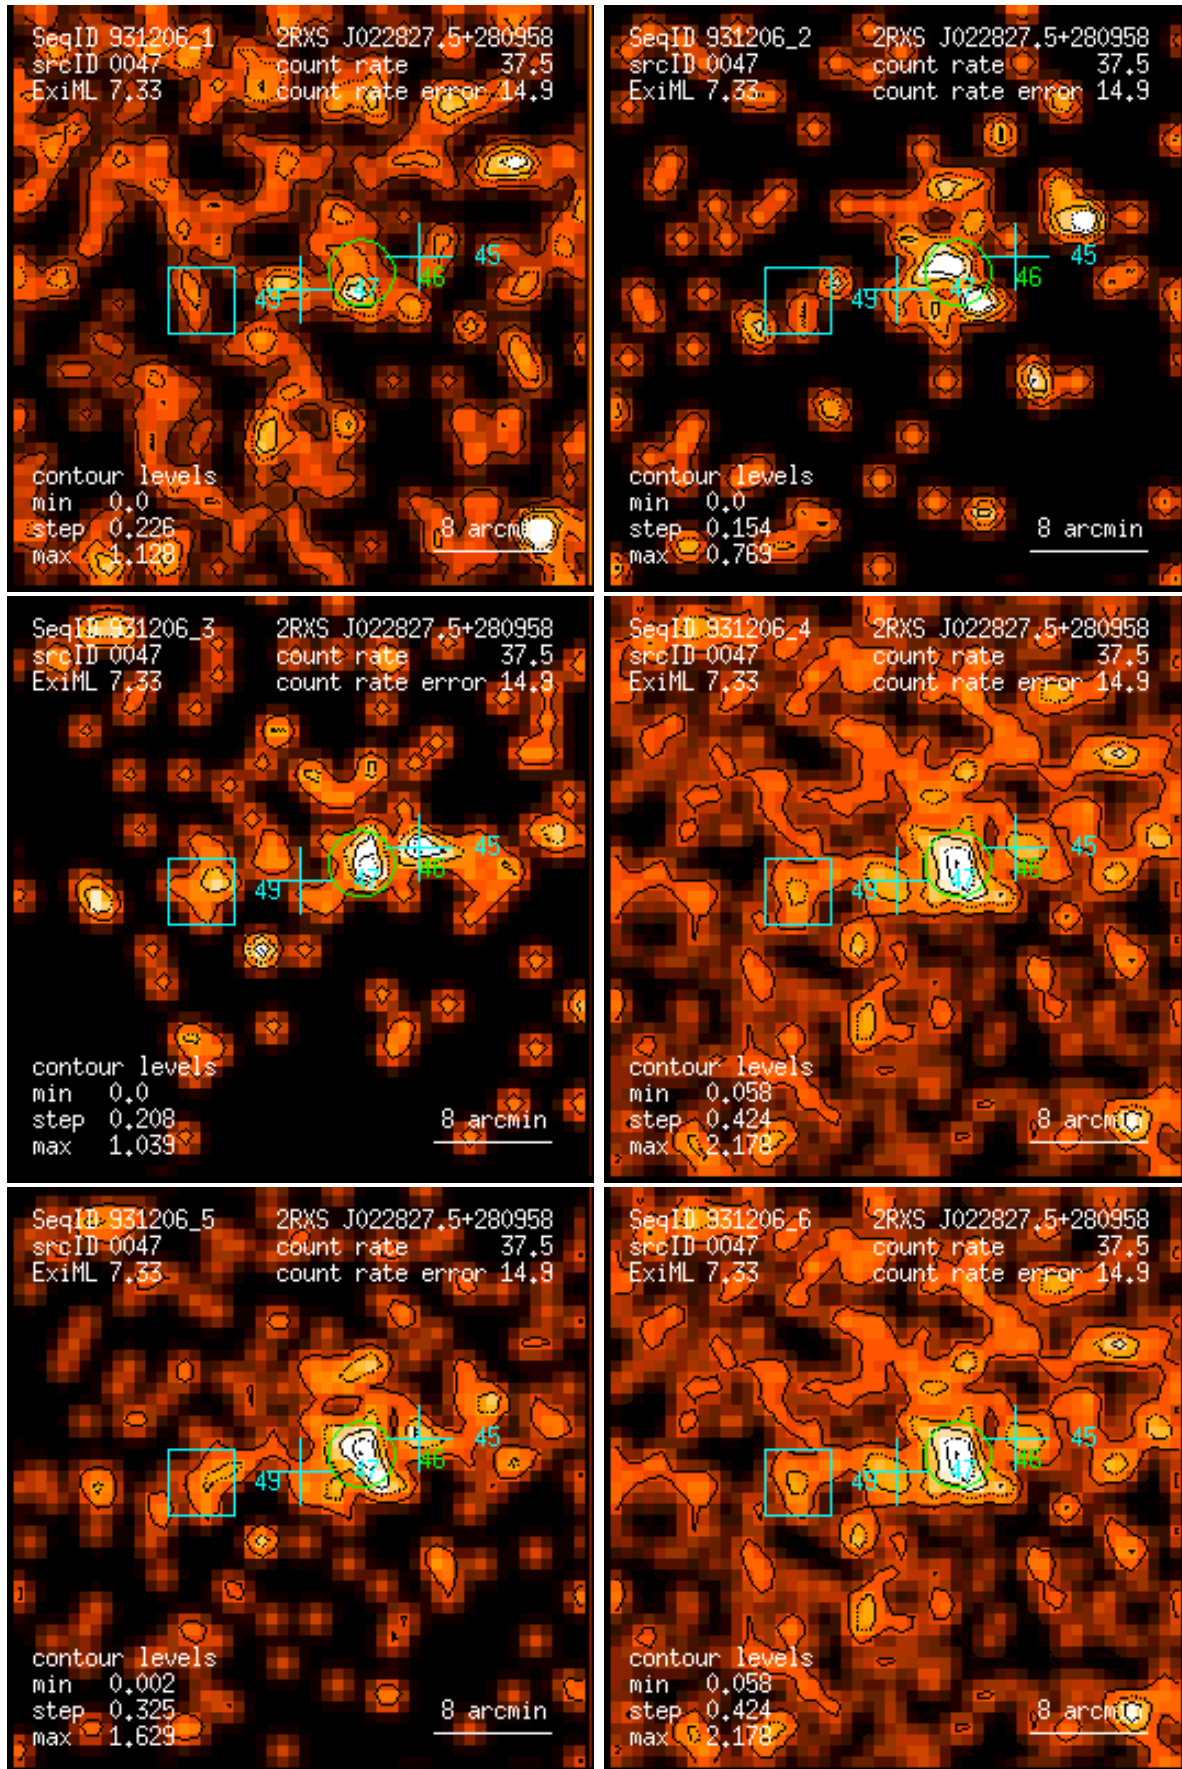 SeqID 931206_1 2RXS J022827.5+280958
srcID 0047 count rate 37.5
ExiML 7.33 count rate error 14.9
45
46
49 47
contour levels
min 0.0
step 0.226
max 1.128
8 arcmin
SeqID 931206_2 2RXS J022827.5+280958
srcID 0047 count rate 37.5
ExiML 7.33 count rate error 14.9
45
46
49 47
contour levels
min 0.0
step 0.154
max 0.769
8 arcmin
SeqID 931206_3 2RXS J022827.5+280958
srcID 0047 count rate 37.5
ExiML 7.33 count rate error 14.9
45
46
49 47
contour levels
min 0.0
step 0.208
max 1.039
8 arcmin
SeqID 931206_4 2RXS J022827.5+280958
srcID 0047 count rate 37.5
ExiML 7.33 count rate error 14.9
45
46
49 47
contour levels
min 0.058
step 0.424
max 2.178
8 arcmin
SeqID 931206_5 2RXS J022827.5+280958
srcID 0047 count rate 37.5
ExiML 7.33 count rate error 14.9
45
46
49 47
contour levels
min 0.002
step 0.325
max 1.629
8 arcmin
SeqID 931206_6 2RXS J022827.5+280958
srcID 0047 count rate 37.5
ExiML 7.33 count rate error 14.9
45
46
49 47
contour levels
min 0.058
step 0.424
max 2.178
8 arcmin